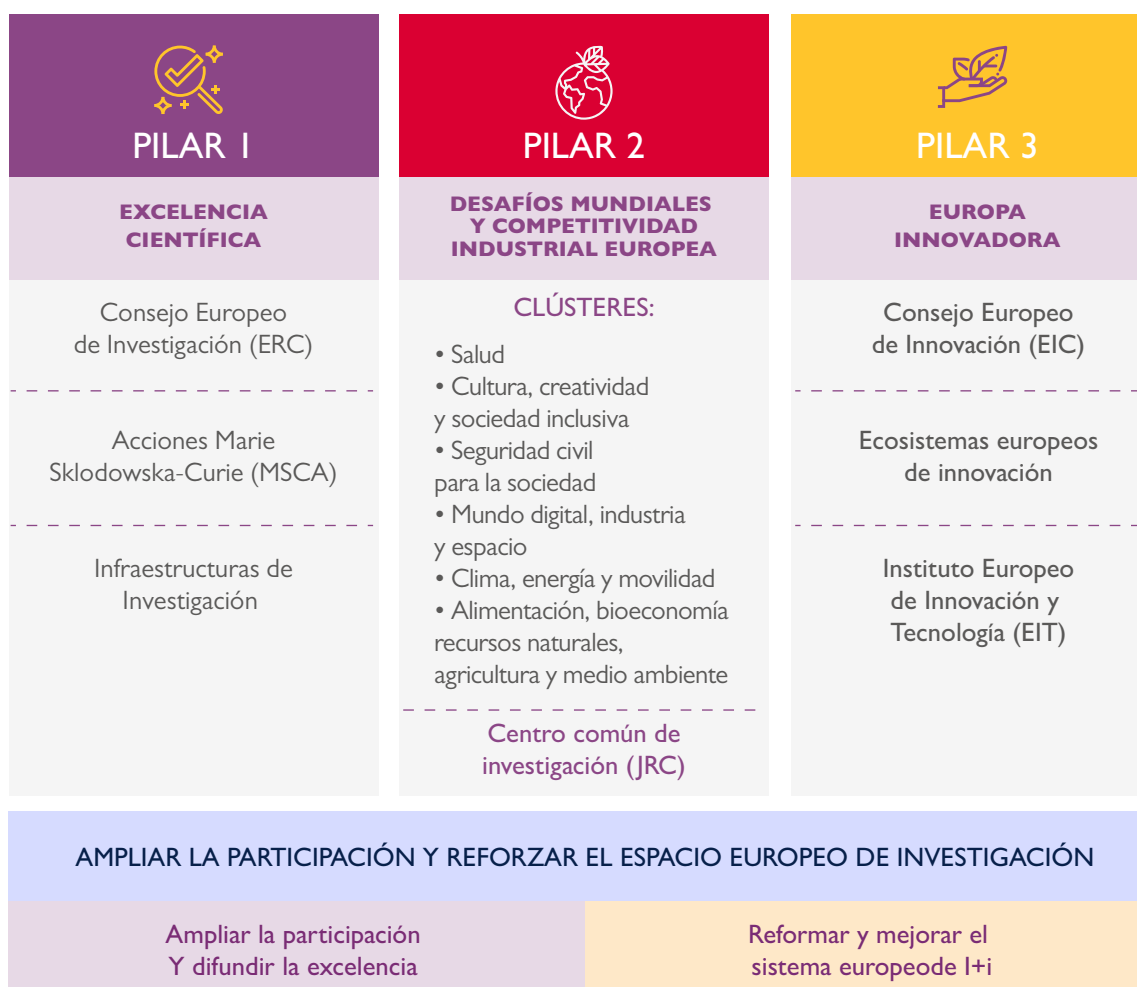 PILAR 1
EXCELENCIA
CIENTÍFICA
Consejo Europeo
de Investigación (ERC)
Acciones Marie
Sklodowska-Curie (MSCA)
Infraestructuras de
Investigación
PILAR 2
DESAFÍOS MUNDIALES
Y COMPETITIVIDAD
INDUSTRIAL EUROPEA
CLÚSTERES:
• Salud
• Cultura, creatividad
y sociedad inclusiva
• Seguridad civil
para la sociedad
• Mundo digital, industria
y espacio
• Clima, energía y movilidad
• Alimentación, bioeconomía
recursos naturales,
agricultura y medio ambiente
Centro común de
investigación (JRC)
PILAR 3
EUROPA
INNOVADORA
Consejo Europeo
de Innovación (EIC)
Ecosistemas europeos
de innovación
Instituto Europeo
de Innovación y
Tecnología (EIT)
AMPLIAR LA PARTICIPACIÓN Y REFORZAR EL ESPACIO EUROPEO DE INVESTIGACIÓN
Ampliar la participación
Y difundir la excelencia
Reformar y mejorar el
sistema europeode I+i